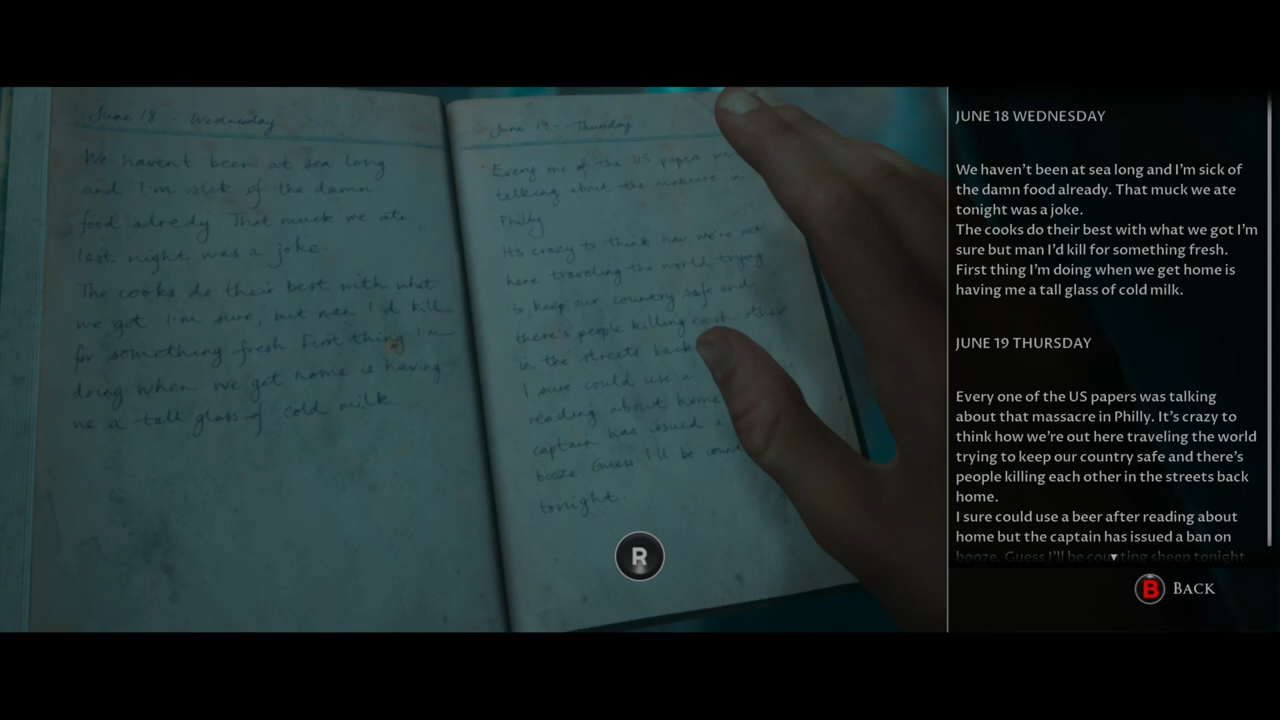 June 18 - Wednesday
We haven't been at sea long
and I'm sick of the damn
food alredy. That muck we ate
last night was a joke.
The cooks do their best with what
we got I'm sure, but man I'd kill
for something fresh First thing I'm
doing when we get home is having
me a tall glass of cold milk.
June 19 - Thursday
Every one of the US papers was
talking about the massacre in
Philly
It's crazy to think how we're out
here traveling the world trying
to keep our country safe and
there's people killing each other
in the streets back
I sure could use a
reading about home
captain has issued a
booze Guess I'll be
tonight.
R
JUNE 18 WEDNESDAY
We haven't been at sea long and I'm sick of
the damn food already. That muck we ate
tonight was a joke.
The cooks do their best with what we got I'm
sure but man I'd kill for something fresh.
First thing I'm doing when we get home is
having me a tall glass of cold milk.
JUNE 19 THURSDAY
Every one of the US papers was talking
about that massacre in Philly. It's crazy to
think how we're out here traveling the world
trying to keep our country safe and there's
people killing each other in the streets back
home.
I sure could use a beer after reading about
home but the captain has issued a ban on
booze. Guess I'll be counting sheep tonight.
B BACK